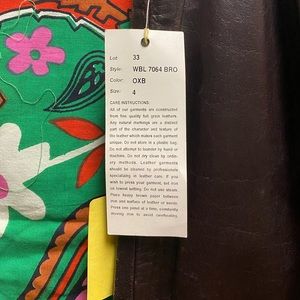 Lot 33
Style: WBL 7064 BRO
Color: OXB
Size: 4
CARE INSTRUCTIONS:
All of our garments are constructed
from fine quality full grain leathers.
Any natural markings are a distinct
part of the character and texture of
the leather which makes each garment
unique. Do not store in a plastic bag.
Do not attempt to launder by hand or
machine. Do not dry clean by ordin-
ary methods. Leather garments
should be cleaned by professionals
specializing in leather care. If you
wish to press your garment, set iron
on lowest setting. Do not use steam.
Place heavy brown paper between
iron and surface of leather or suede.
Press one panel at a time, constantly
moving iron to avoid overheating.